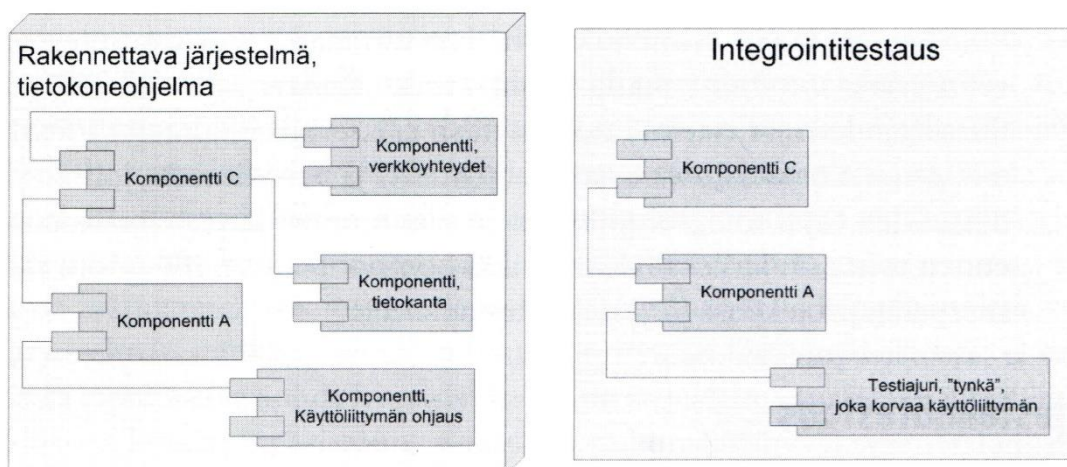 Rakennettava järjestelmä,
tietokoneohjelma
Komponentti,
verkkoyhteydet
Komponentti C
Komponentti,
tietokanta
Komponentti A
Komponentti,
Käyttöliittymän ohjaus
Integrointitestaus
Komponentti C
Komponentti A
Testiajuri, "tynkä",
joka korvaa käyttöliittymän